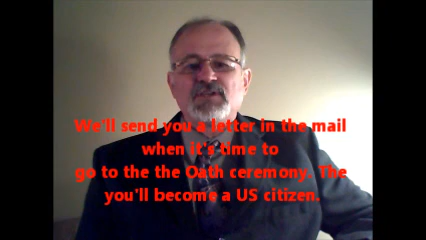 We'll send you a letter in the mail
when it's time to
go to the the Oath ceremony. The
you'll become a US citizen.